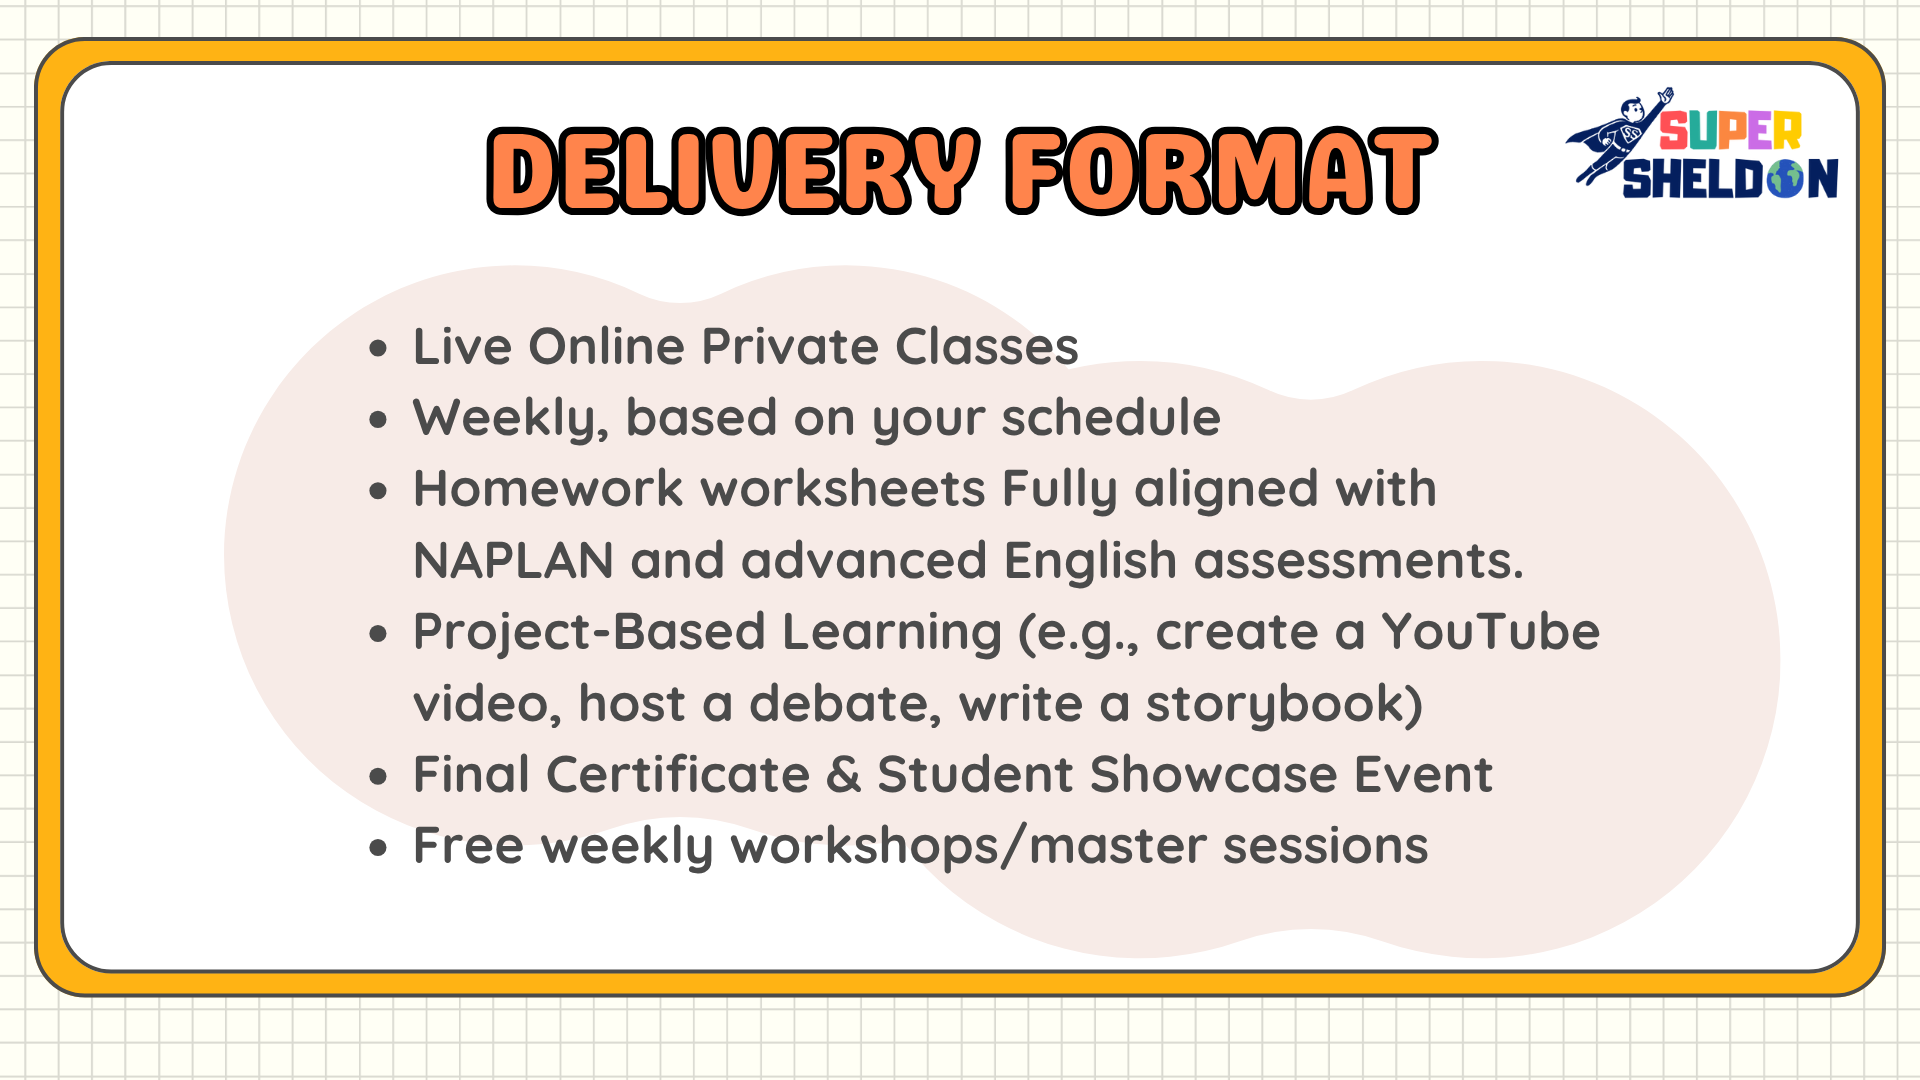 DELIVERY FORMAT
SUPER
SHELDON
• Live Online Private Classes
• Weekly, based on your schedule
• Homework worksheets Fully aligned with
NAPLAN and advanced English assessments.
• Project-Based Learning (e.g., create a YouTube
video, host a debate, write a storybook)
• Final Certificate & Student Showcase Event
• Free weekly workshops/master sessions